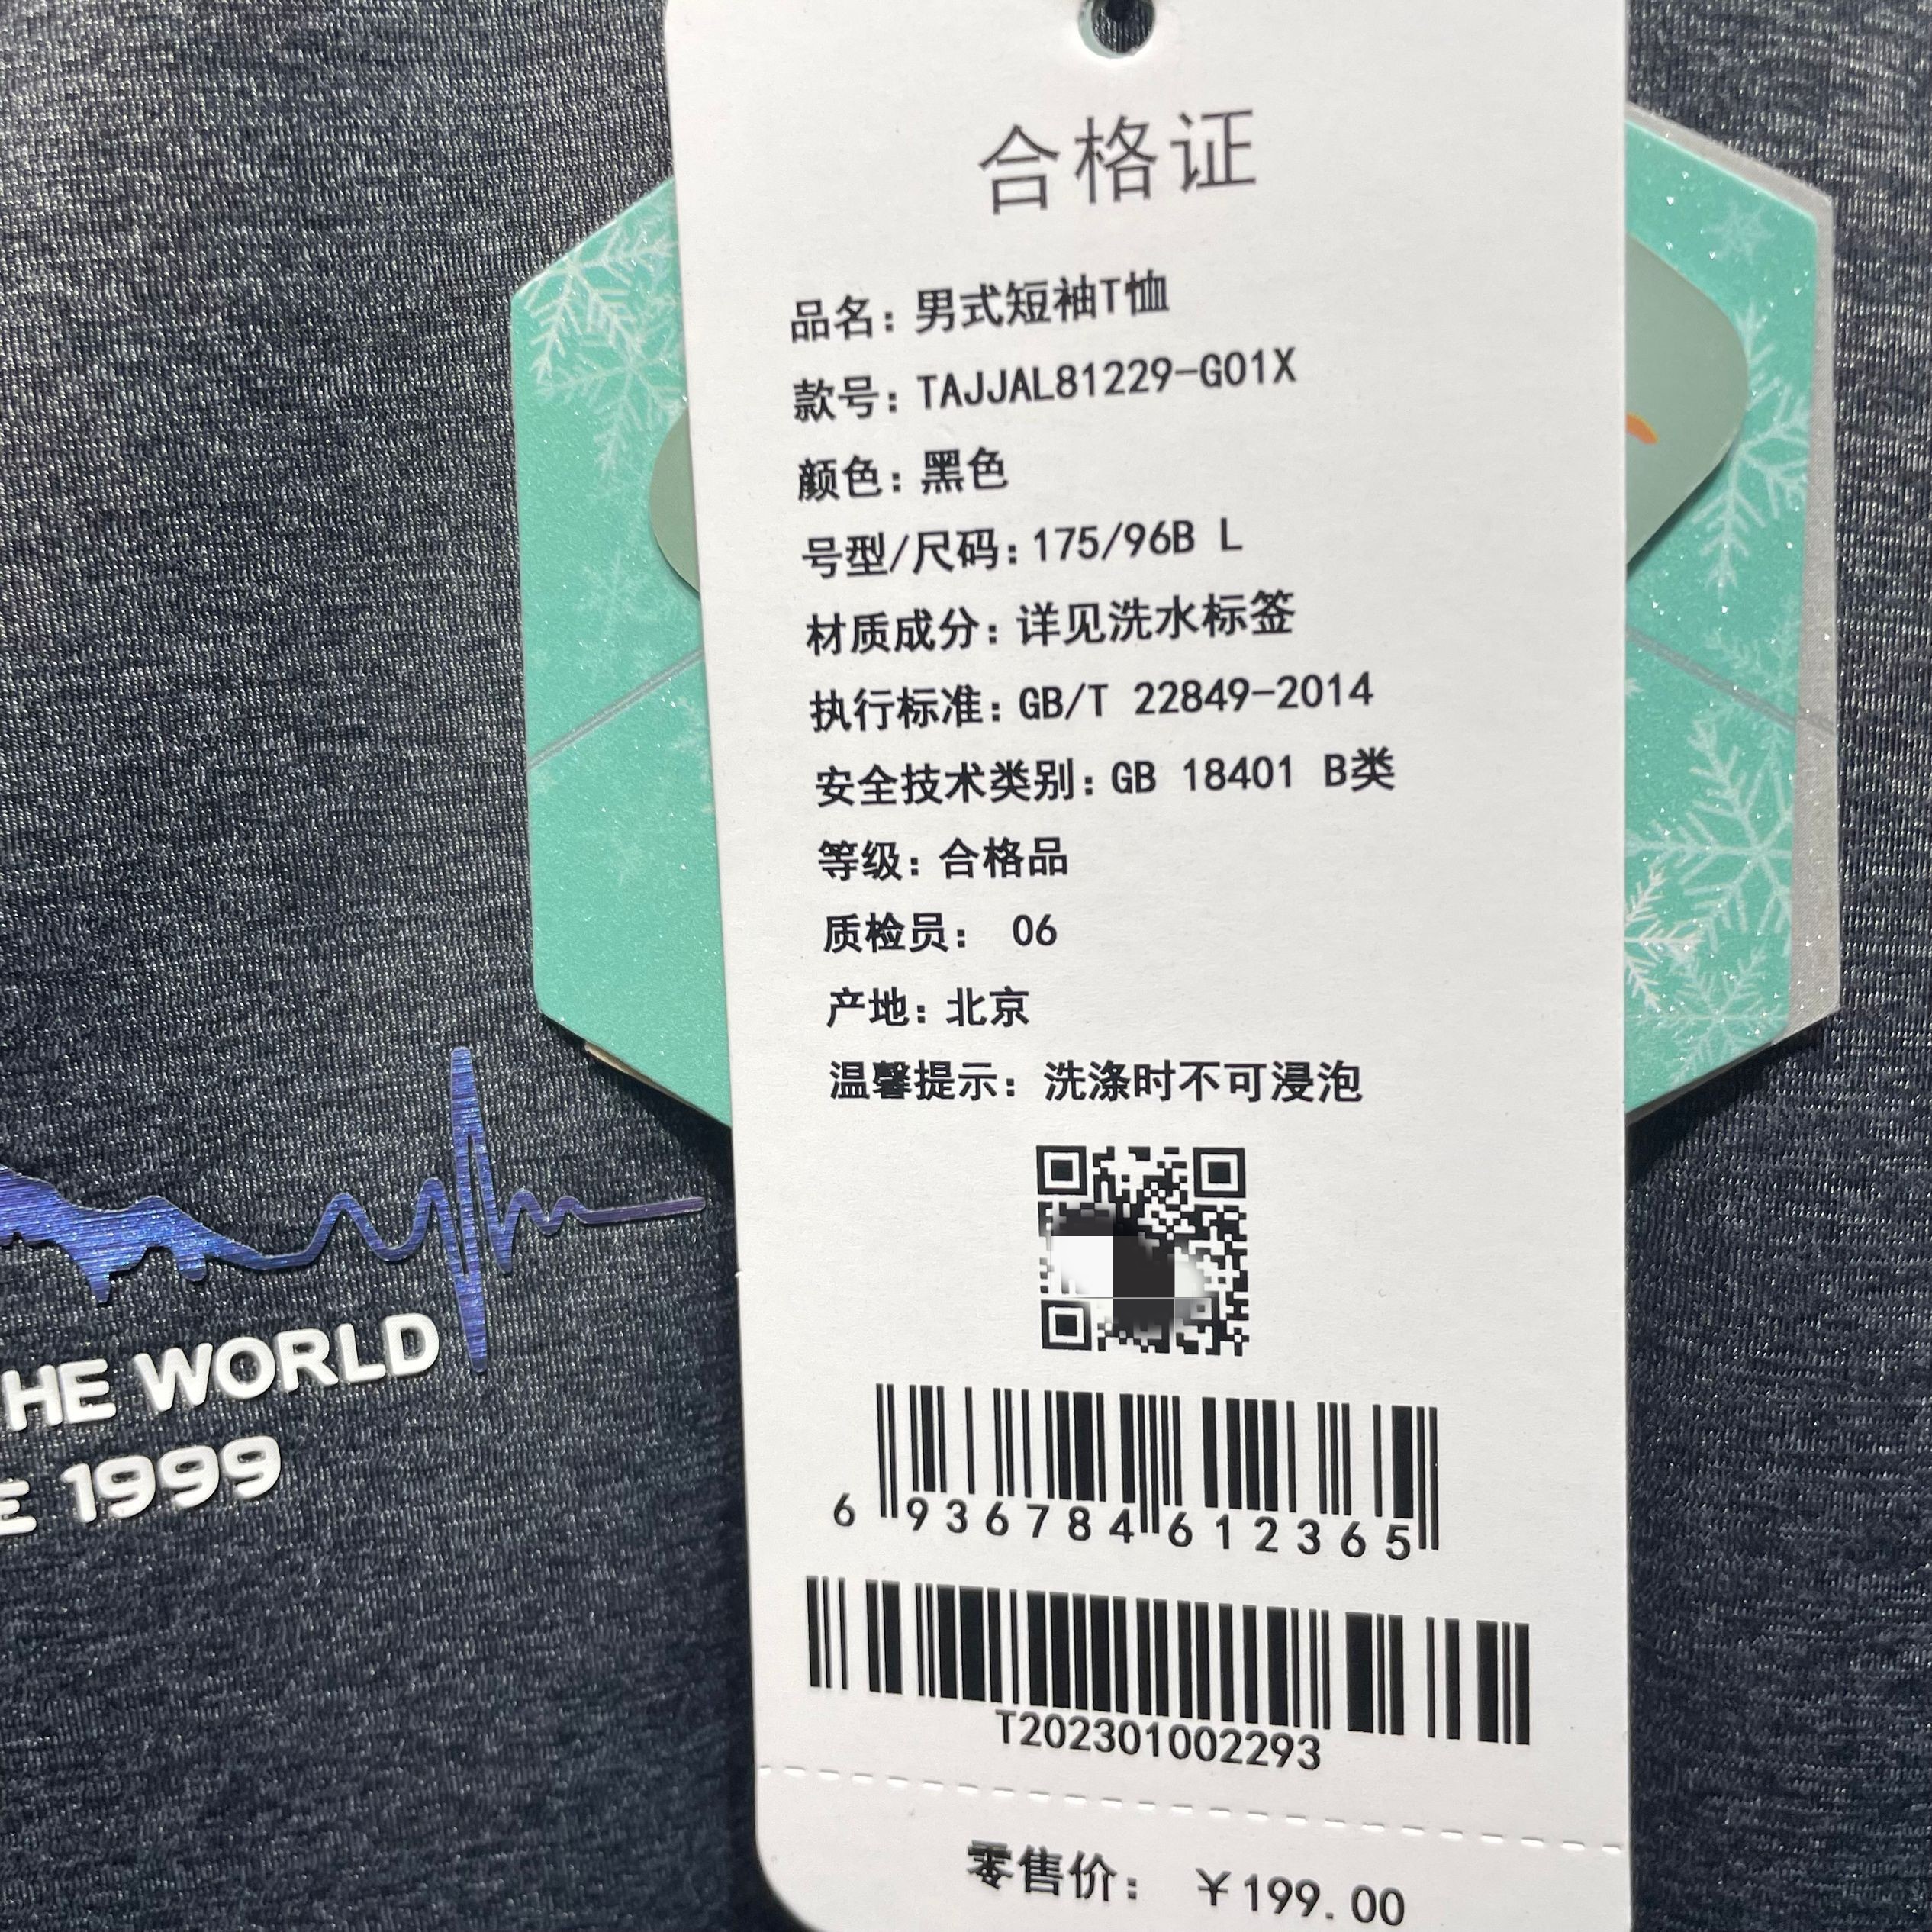 合格证
品名：男式短袖T恤
款号：TAJJAL81229-G01X
颜色：黑色
号型/尺码：175/96B L
材质成分：详见洗水标签
执行标准：GB/T 22849-2014
安全技术类别：GB 18401 B类
等级：合格品
质检员： 06
产地：北京
温馨提示：洗涤时不可浸泡
6 936784 612365
T202301002293
零售价： ￥199.00
HE WORLD
E 1999